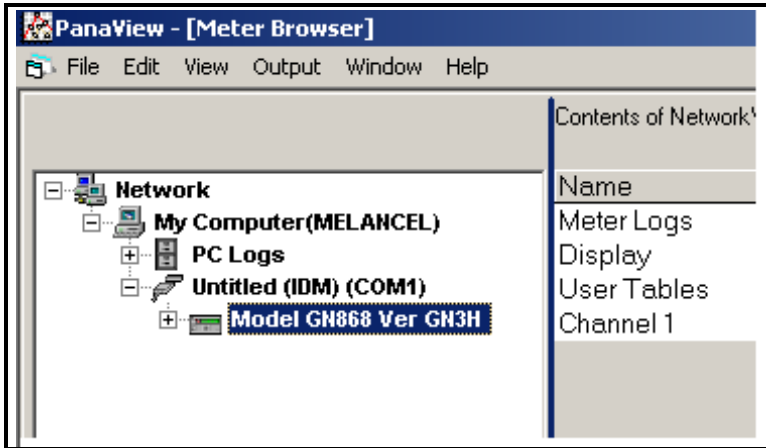 PanaView - [Meter Browser]
File Edit View Output Window Help
Contents of Network
Network
My Computer(MELANCEL)
PC Logs
Untitled (IDM) (COM1)
Model GN868 Ver GN3H
Name
Meter Logs
Display
User Tables
Channel 1